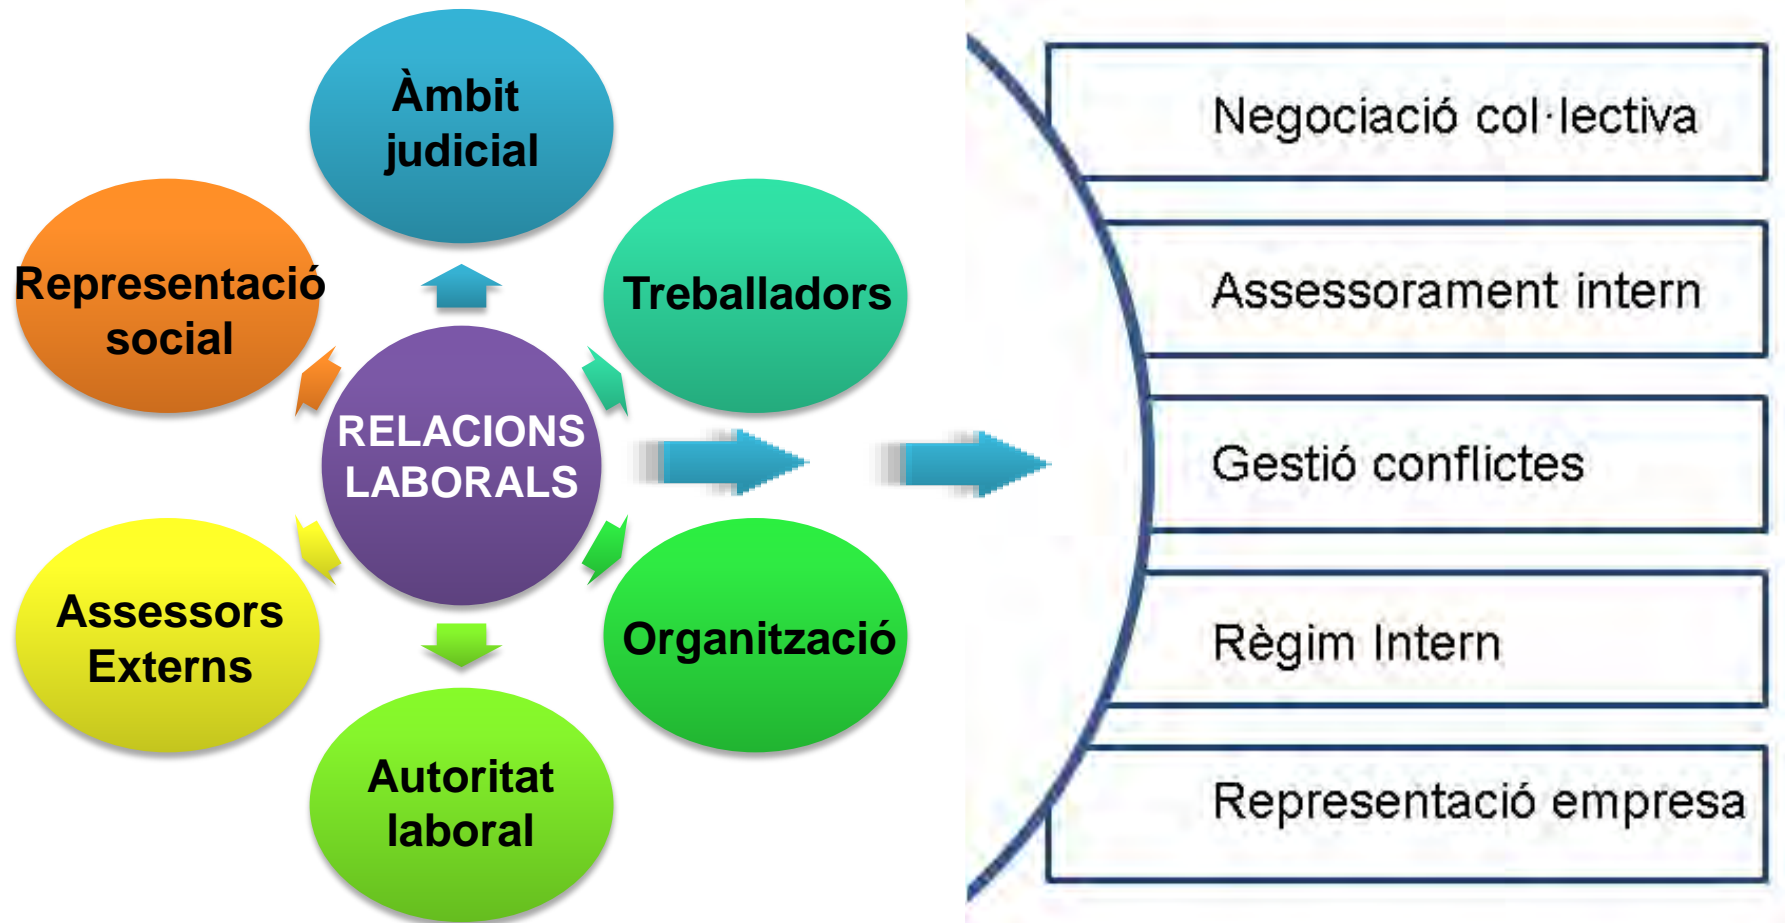 Àmbit
judicial
Representació
social
Treballadors
RELACIONS
LABORALS
Assessors
Externs
Organització
Autoritat
laboral
Negociació col·lectiva
Assessorament intern
Gestió conflictes
Règim Intern
Representació empresa